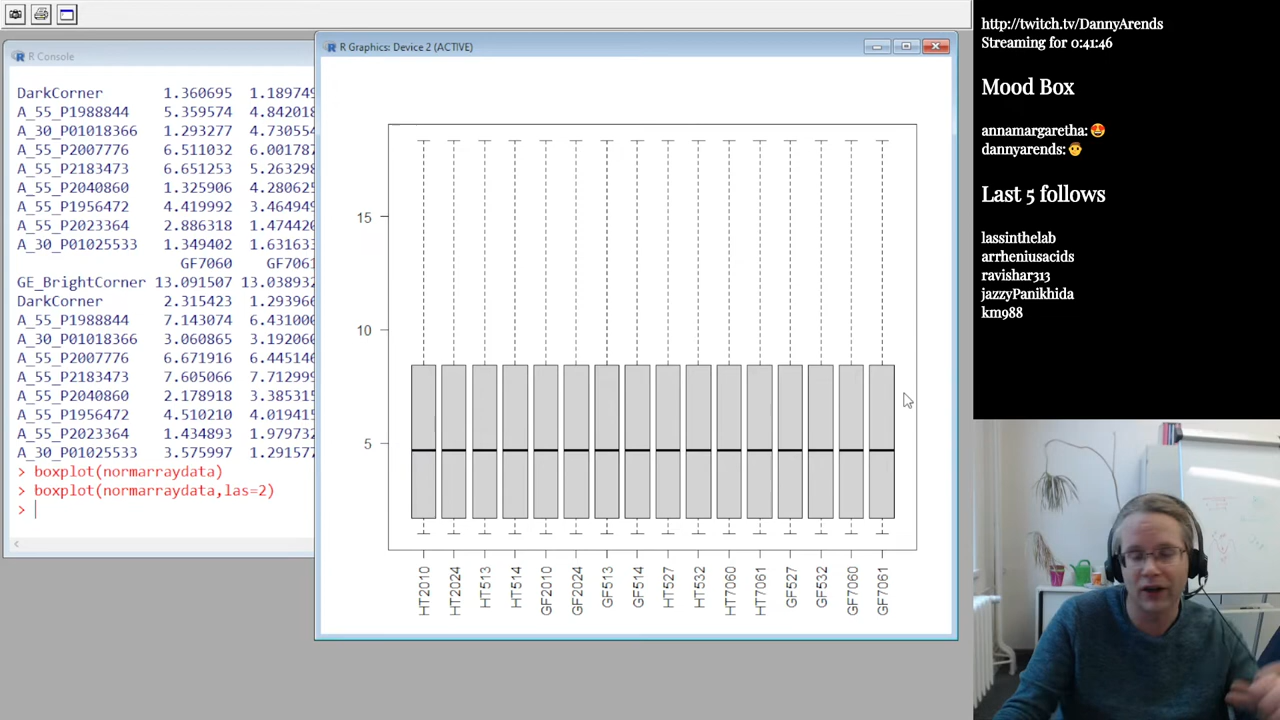 R Console
DarkCorner 1.360695 1.189749
A_55_P1988844 5.359574 4.842018
A_30_P01018366 1.293277 4.730554
A_55_P2007776 6.511032 6.001787
A_55_P2183473 6.651253 5.263298
A_55_P2040860 1.325906 4.280625
A_55_P1956472 4.419992 3.464949
A_55_P2023364 2.886318 1.474420
A_30_P01025533 1.349402 1.631633
GF7060 GF7061
GE_BrightCorner 13.091507 13.038932
DarkCorner 2.315423 1.293966
A_55_P1988844 7.143074 6.431000
A_30_P01018366 3.060865 3.192060
A_55_P2007776 6.671916 6.445146
A_55_P2183473 7.605066 7.712999
A_55_P2040860 2.178918 3.385315
A_55_P1956472 4.510210 4.019415
A_55_P2023364 1.434893 1.979732
A_30_P01025533 3.575997 1.291577
> boxplot(normarraydata)
> boxplot(normarraydata,las=2)
>
R Graphics: Device 2 (ACTIVE)
15
10
5
HT2010
HT2024
HT513
HT514
GF2010
GF2024
GF513
GF514
HT527
HT532
HT7060
HT7061
GF527
GF532
GF7060
GF7061
http://twitch.tv/DannyArends
Streaming for 0:41:46
Mood Box
annamargaretha: 😍
dannyarends: 👨
Last 5 follows
lassinthelab
arrheniusacids
ravishar313
jazzyPanikhida
km988